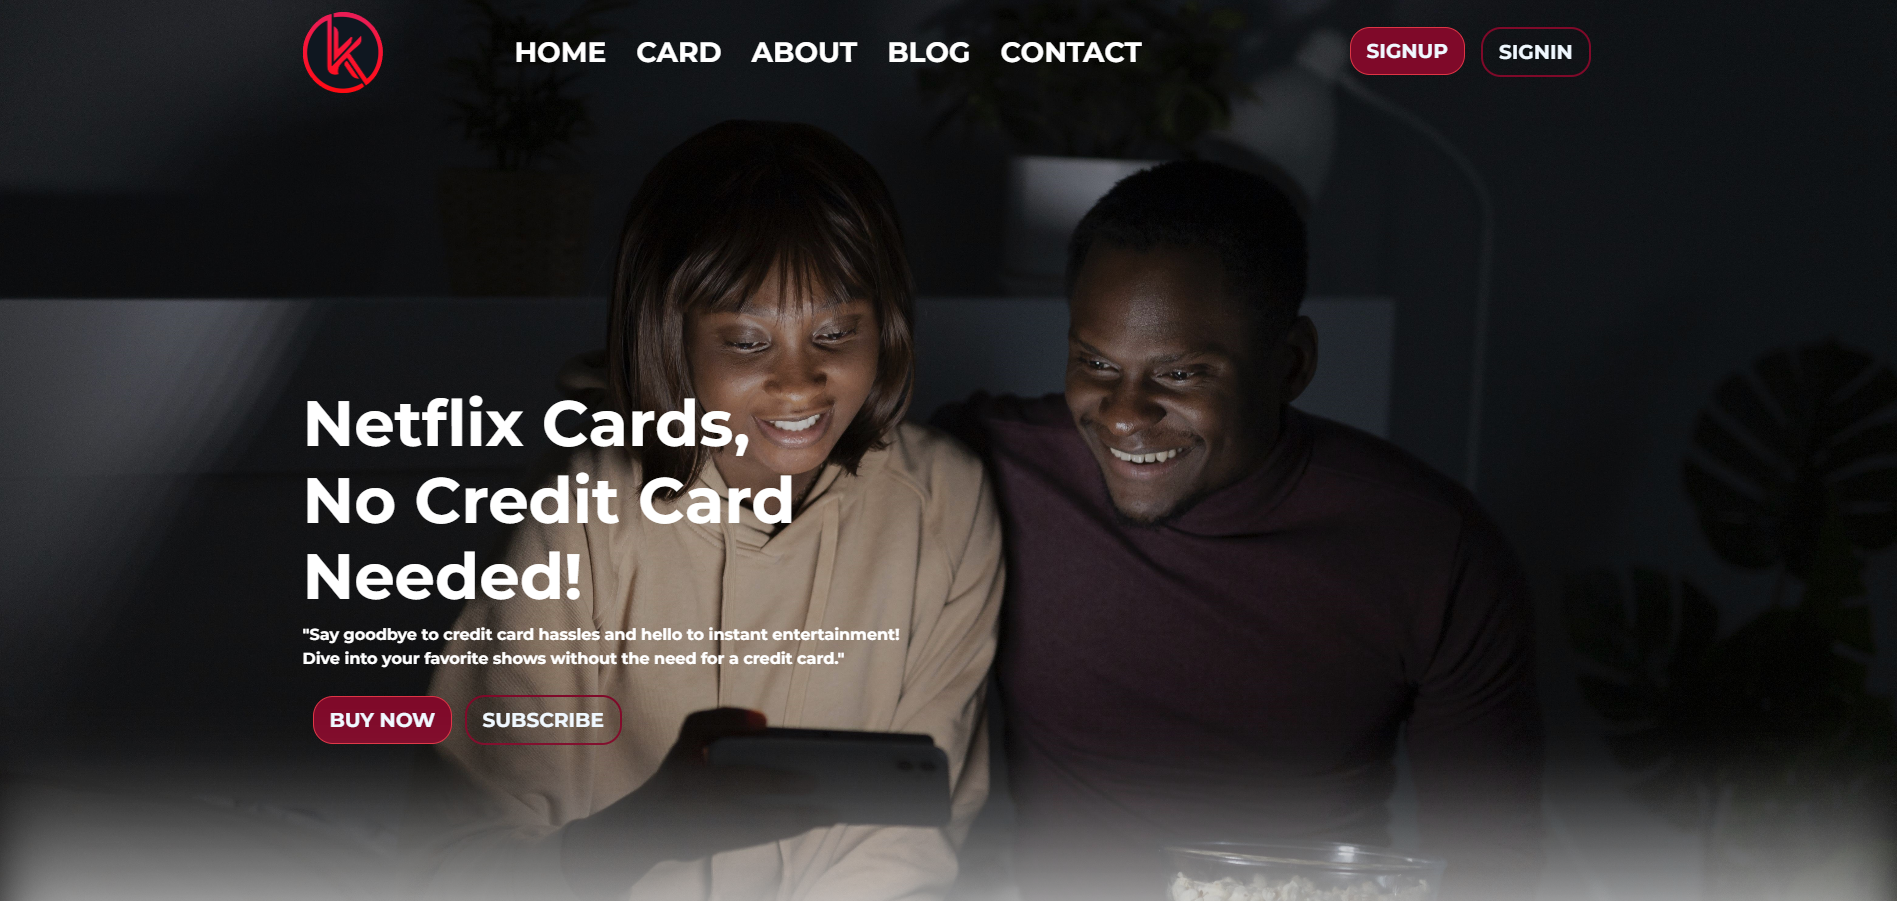 HOME CARD ABOUT BLOG CONTACT SIGNUP SIGNIN
Netflix Cards,
No Credit Card
Needed!
"Say goodbye to credit card hassles and hello to instant entertainment!
Dive into your favorite shows without the need for a credit card."
BUY NOW SUBSCRIBE